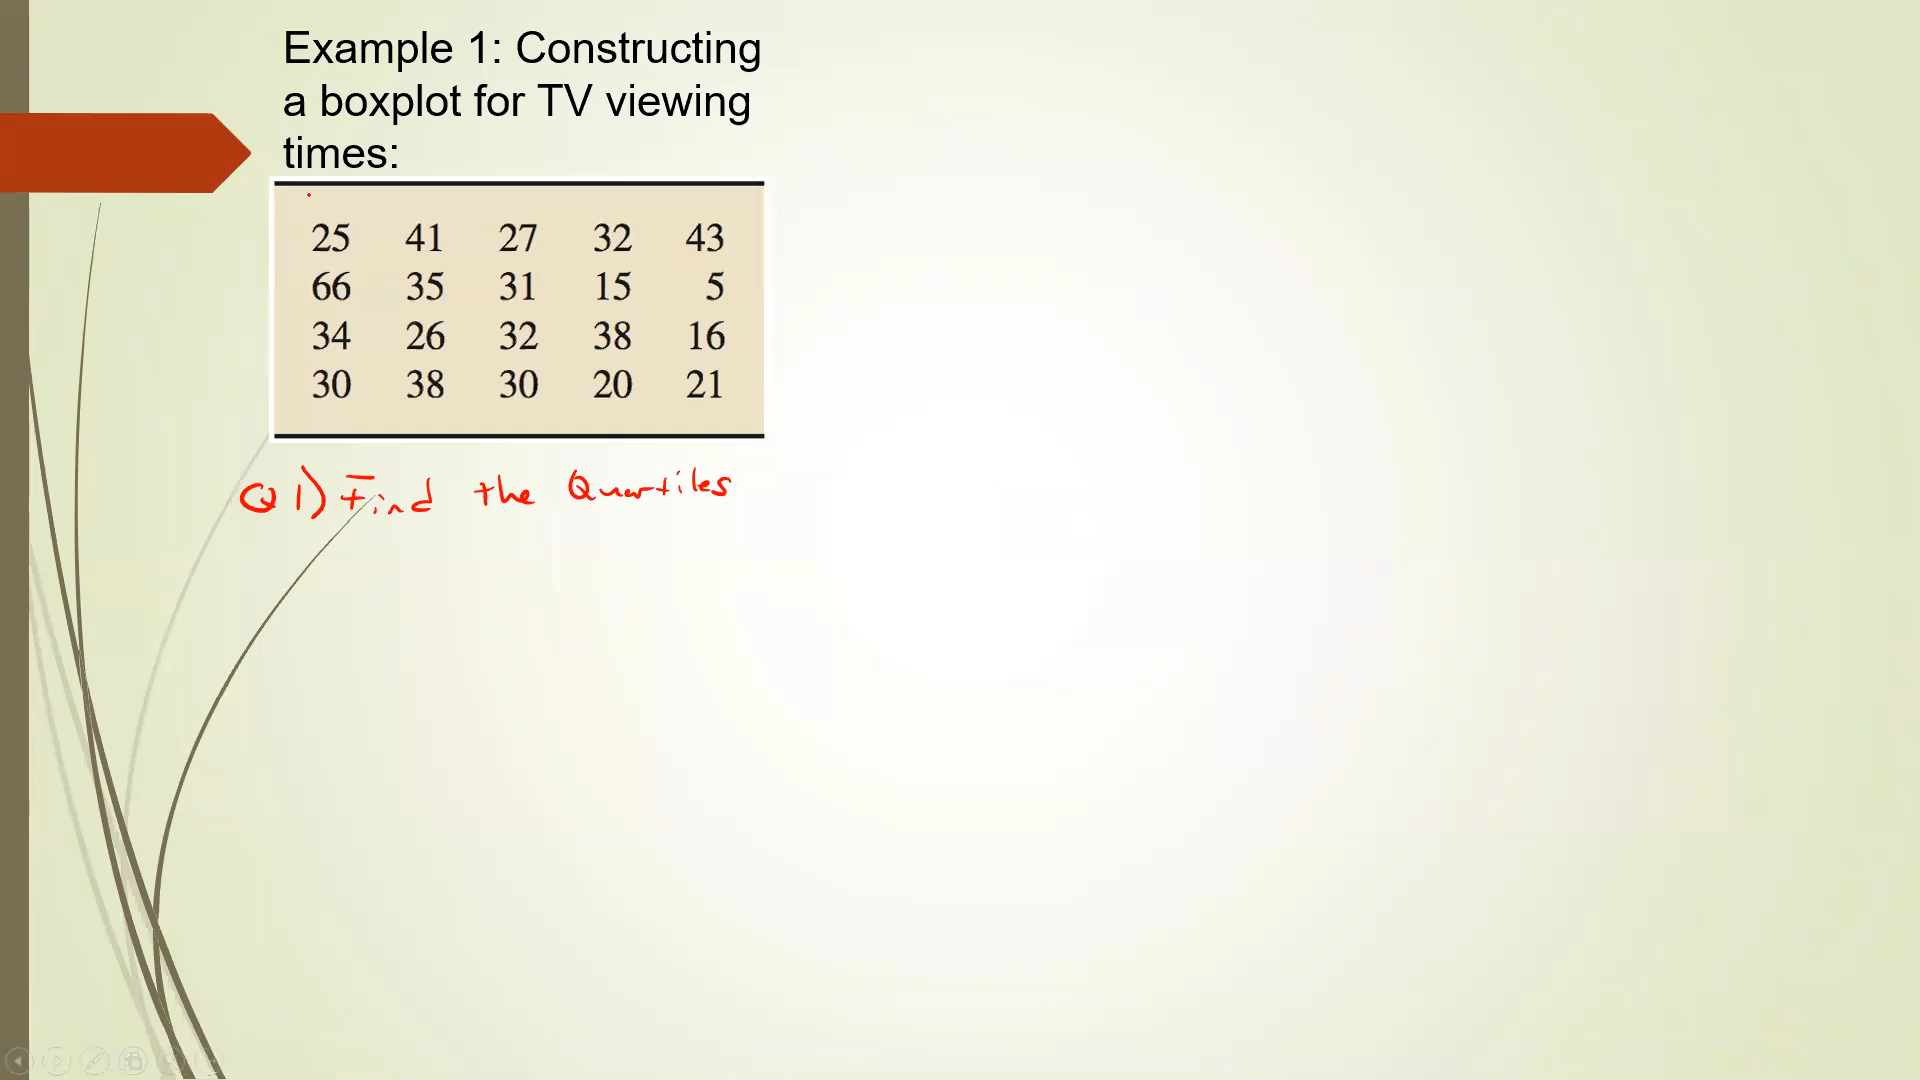 Example 1: Constructing
a boxplot for TV viewing
times:
25 41 27 32 43
66 35 31 15 5
34 26 32 38 16
30 38 30 20 21
Q1) Find the Quartiles